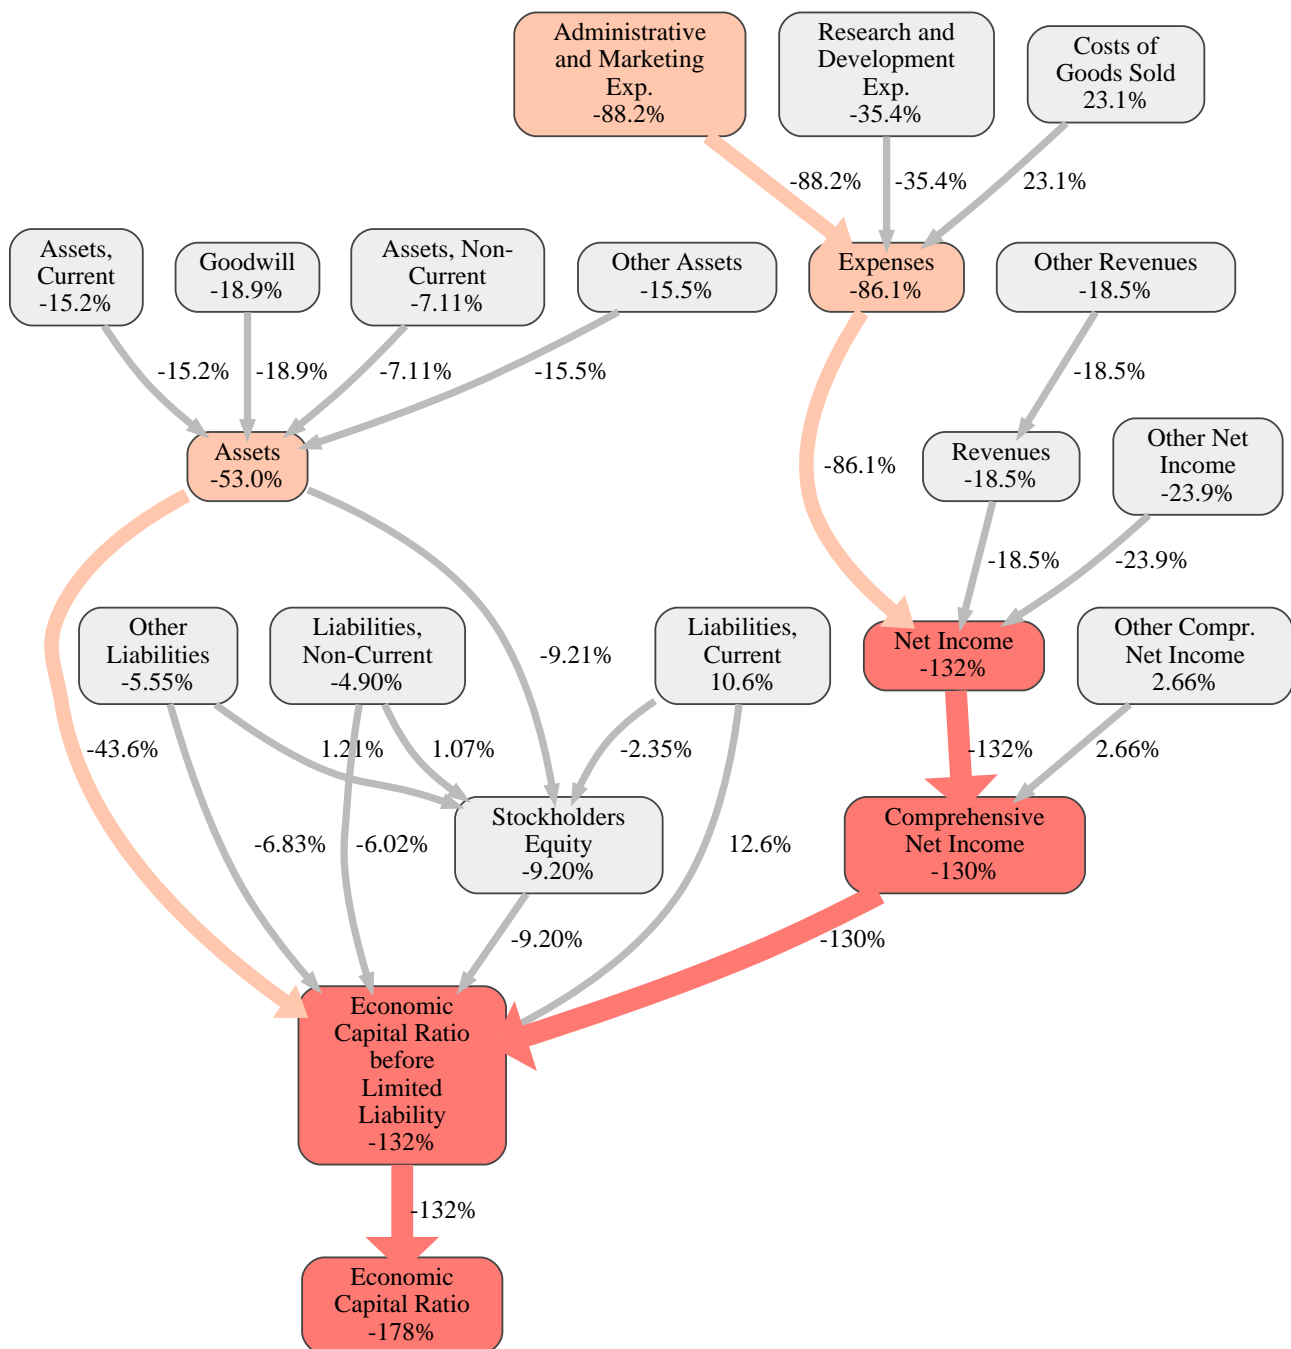 Administrative
and Marketing
Exp.
-88.2%
Research and
Development
Exp.
-35.4%
Costs of
Goods Sold
23.1%
-88.2%
-35.4%
23.1%
Assets,
Current
-15.2%
Goodwill
-18.9%
Assets, Non-
Current
-7.11%
Other Assets
-15.5%
Expenses
-86.1%
Other Revenues
-18.5%
-15.2%
-18.9%
-7.11%
-15.5%
-18.5%
Assets
-53.0%
-86.1%
Revenues
-18.5%
Other Net
Income
-23.9%
-18.5%
-23.9%
Other
Liabilities
-5.55%
Liabilities,
Non-Current
-4.90%
-9.21%
Liabilities,
Current
10.6%
Net Income
-132%
Other Compr.
Net Income
2.66%
-43.6%
1.21%
1.07%
-2.35%
-132%
2.66%
-6.83%
-6.02%
Stockholders
Equity
-9.20%
12.6%
Comprehensive
Net Income
-130%
-9.20%
-130%
Economic
Capital Ratio
before
Limited
Liability
-132%
-132%
Economic
Capital Ratio
-178%